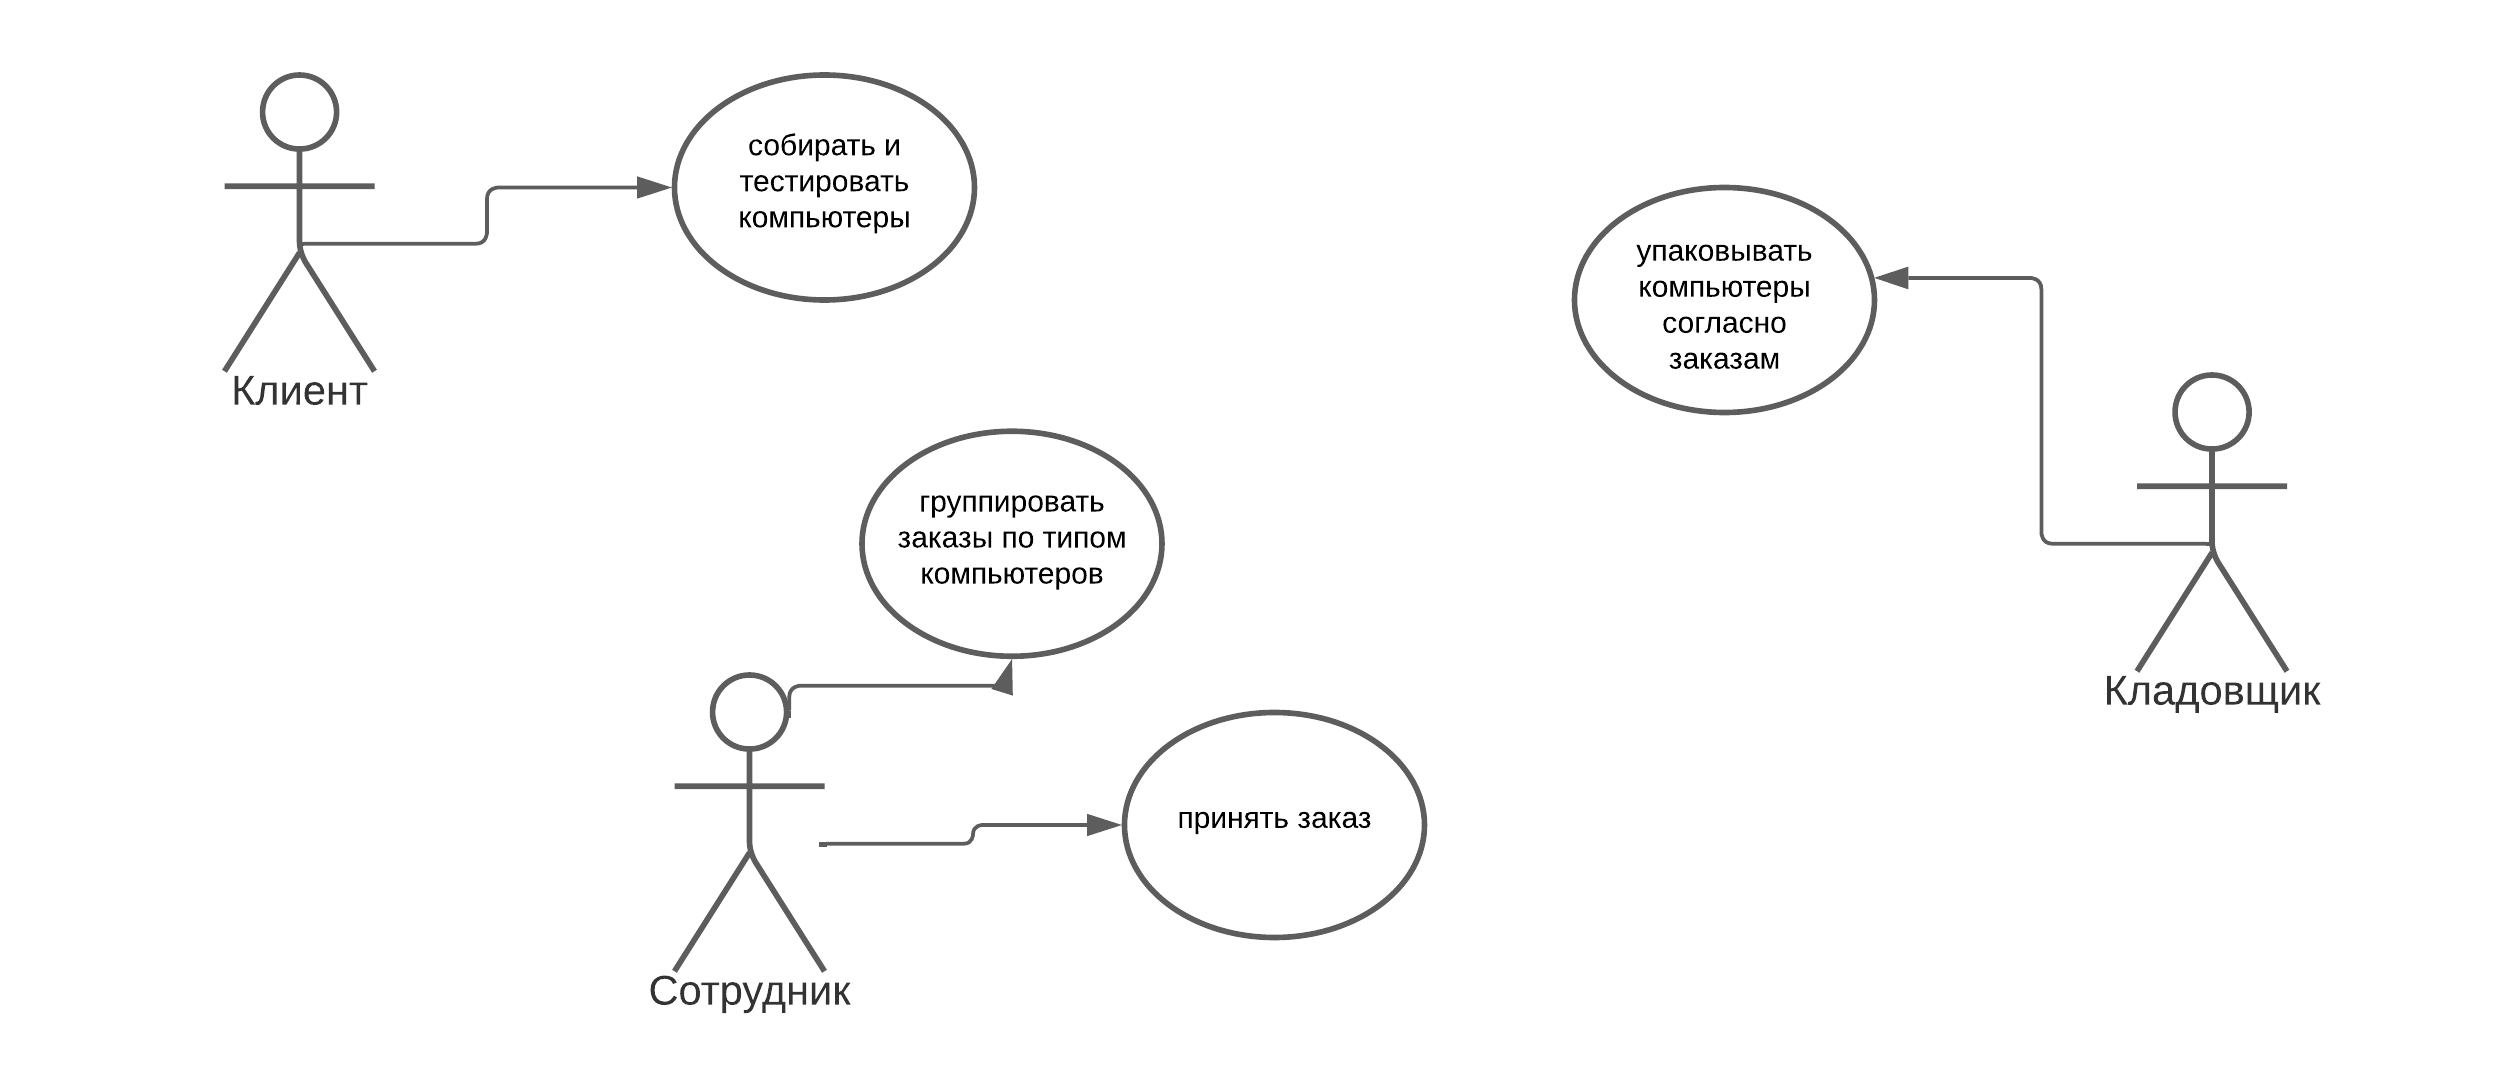 собирать и
тестировать
компьютеры
Клиент
упаковывать
компьютеры
согласно
заказам
Кладовщик
группировать
заказы по типом
компьютеров
принять заказ
Сотрудник